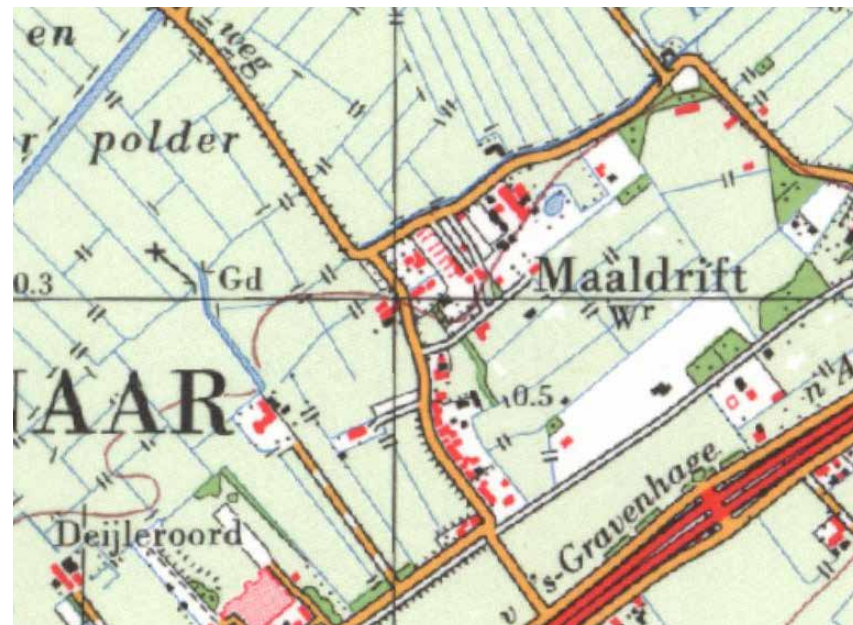 en
weg
polder
0.3
Gd
Maaldrift
Wr
NAAR
0.5
n A
's-Gravenhage
Deijleroord
v